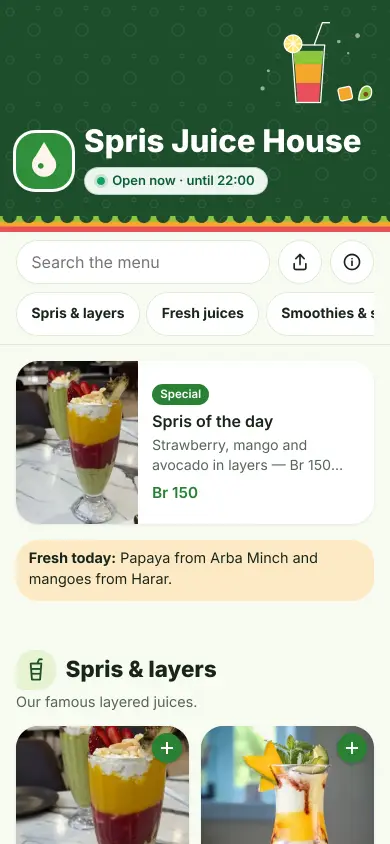 Spris Juice House
Open now · until 22:00
Search the menu
Spris & layers
Fresh juices
Smoothies & s
Special
Spris of the day
Strawberry, mango and
avocado in layers — Br 150...
Br 150
Fresh today: Papaya from Arba Minch and
mangoes from Harar.
Spris & layers
Our famous layered juices.